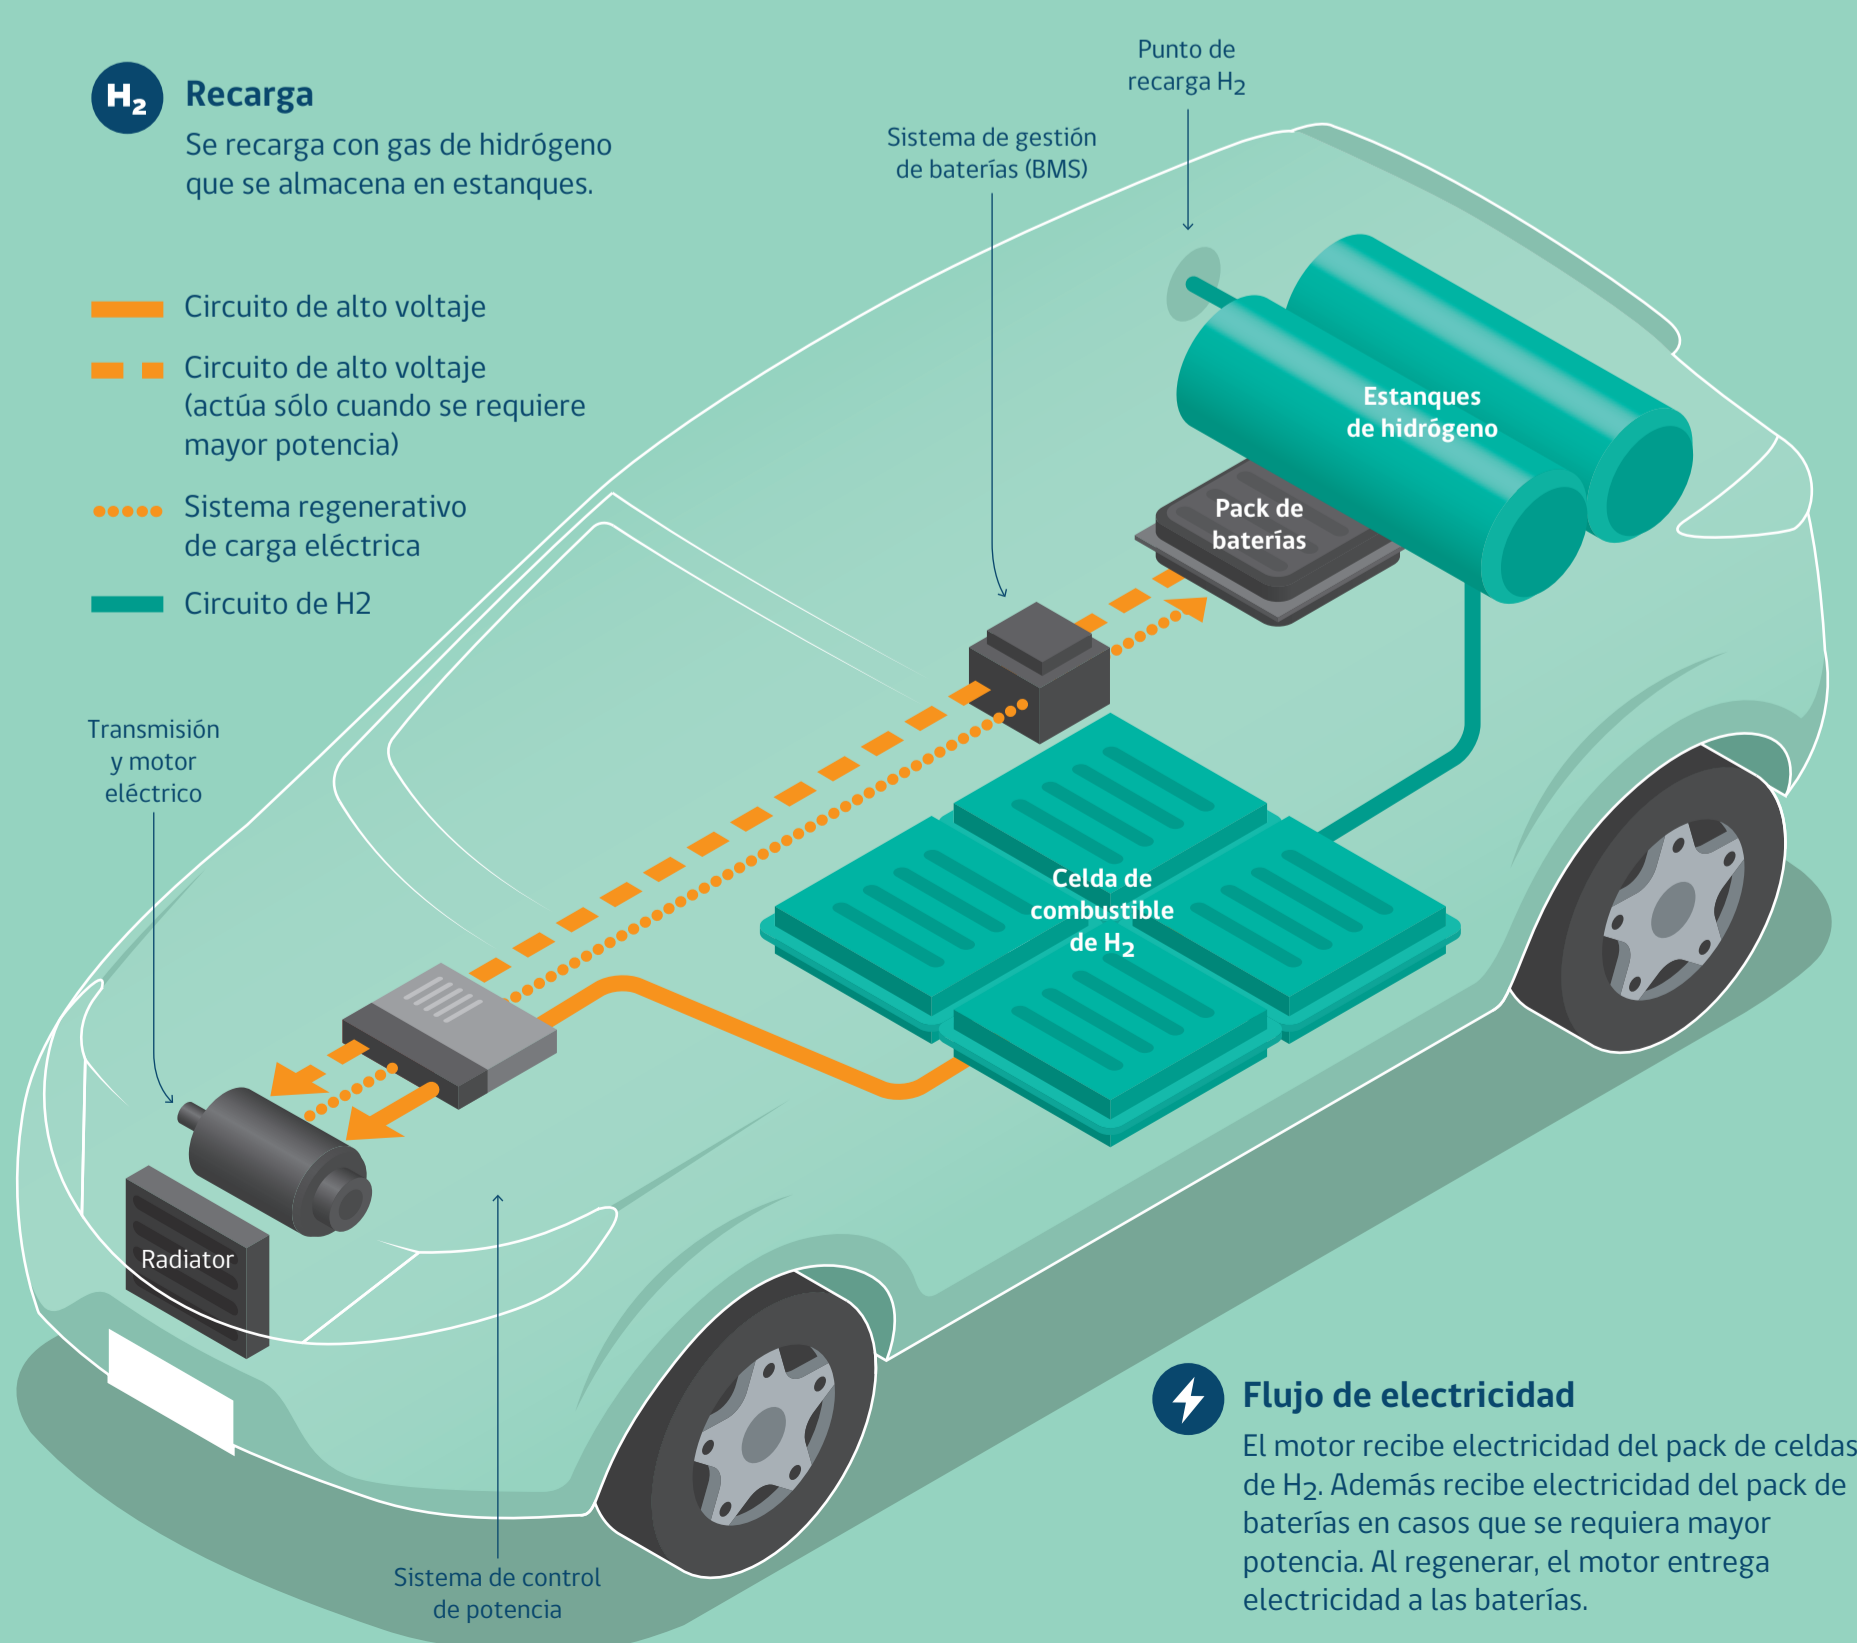 H₂
Recarga
Se recarga con gas de hidrógeno
que se almacena en estanques.
Circuito de alto voltaje
Circuito de alto voltaje
(actúa sólo cuando se requiere
mayor potencia)
Sistema regenerativo
de carga eléctrica
Circuito de H2
Punto de
recarga H₂
Sistema de gestión
de baterías (BMS)
Estanques
de hidrógeno
Pack de
baterías
Transmisión
y motor
eléctrico
Celda de
combustible
de H₂
Radiator
Sistema de control
de potencia
Flujo de electricidad
El motor recibe electricidad del pack de celdas
de H₂. Además recibe electricidad del pack de
baterías en casos que se requiera mayor
potencia. Al regenerar, el motor entrega
electricidad a las baterías.